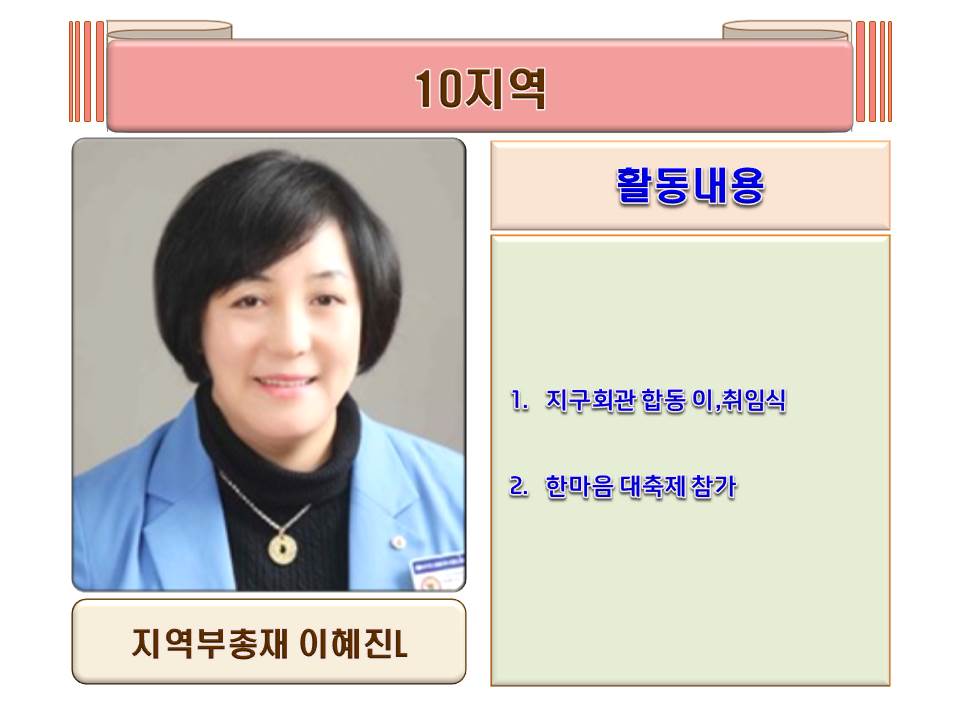 10지역
활동내용
1. 지구회관 합동 이,취임식
2. 한마음 대축제 참가
지역부총재 이혜진L